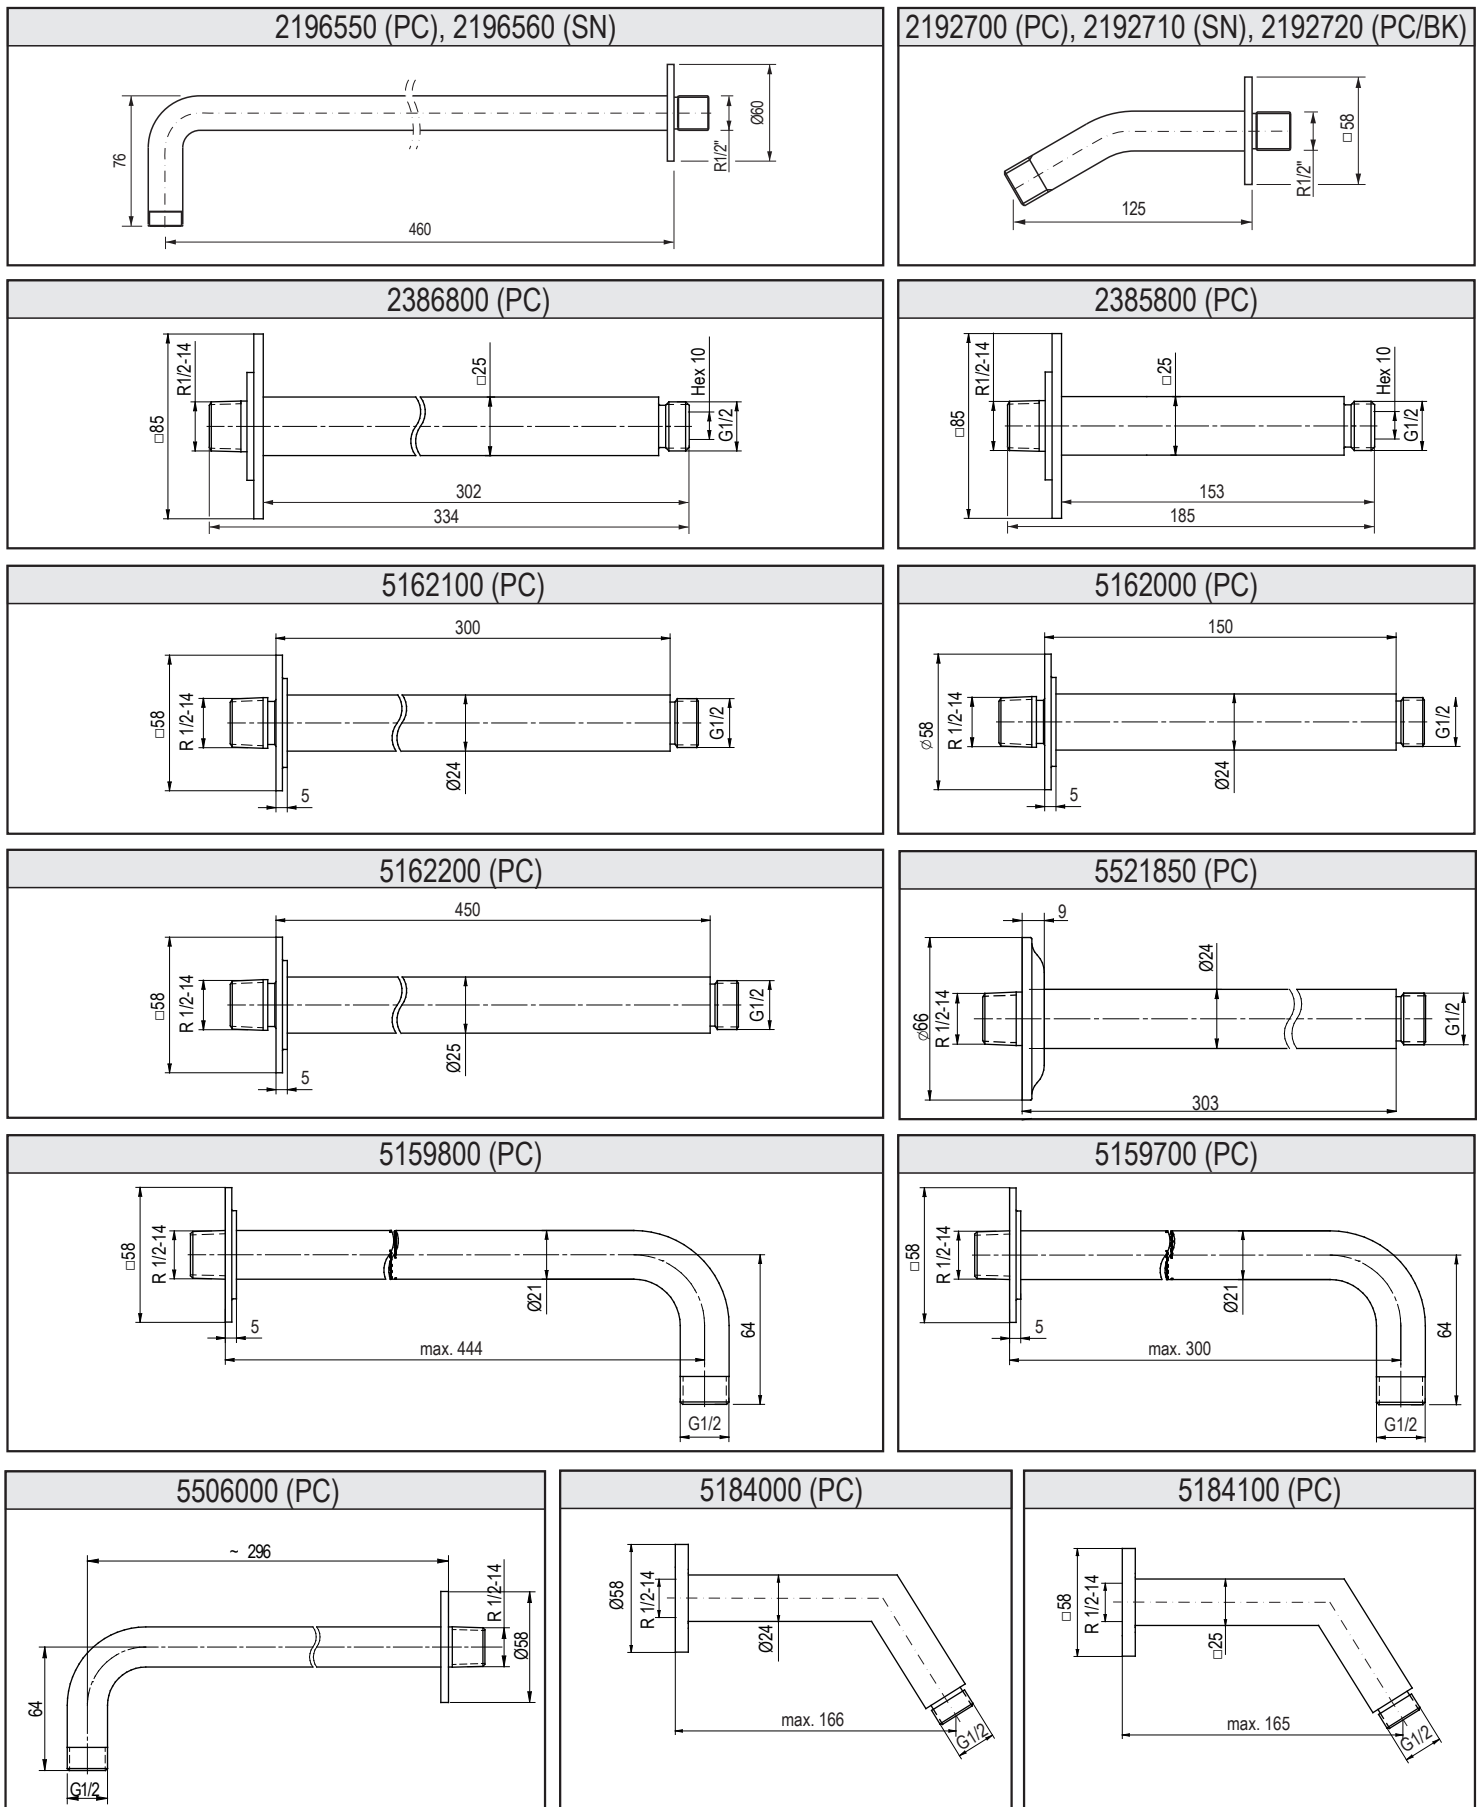 2196550 (PC), 2196560 (SN)
76
460
R1/2"
Ø60
2192700 (PC), 2192710 (SN), 2192720 (PC/BK)
125
R1/2"
□58
2386800 (PC)
□85
R1/2-14
□25
Hex 10
G1/2
302
334
2385800 (PC)
□85
R1/2-14
□25
Hex 10
G1/2
153
185
5162100 (PC)
300
□58
R 1/2-14
5
Ø24
G1/2
5162000 (PC)
150
⌀58
R 1/2-14
5
Ø24
G1/2
5162200 (PC)
450
□58
R 1/2-14
5
Ø25
G1/2
5521850 (PC)
9
⌀66
R 1/2-14
Ø24
G1/2
303
5159800 (PC)
□58
R 1/2-14
5
Ø21
64
max. 444
G1/2
5159700 (PC)
□58
R 1/2-14
5
Ø21
64
max. 300
G1/2
5506000 (PC)
~ 296
R 1/2-14
Ø58
64
G1/2
5184000 (PC)
Ø58
R 1/2-14
Ø24
max. 166
G1/2
5184100 (PC)
□58
R 1/2-14
□25
max. 165
G1/2